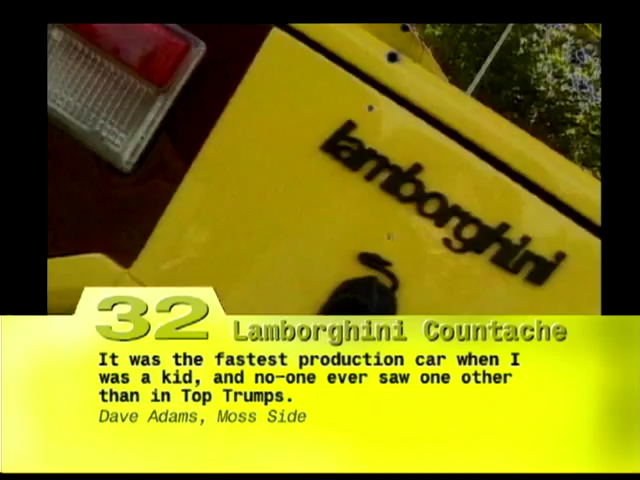 lamborghini
32 Lamborghini Countache
It was the fastest production car when I
was a kid, and no-one ever saw one other
than in Top Trumps.
Dave Adams, Moss Side